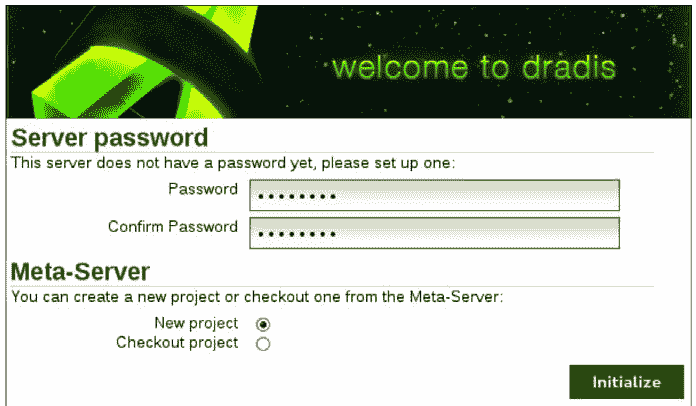 welcome to dradis
Server password
This server does not have a password yet, please set up one:
Password
Confirm Password
Meta-Server
You can create a new project or checkout one from the Meta-Server:
New project
Checkout project
Initialize